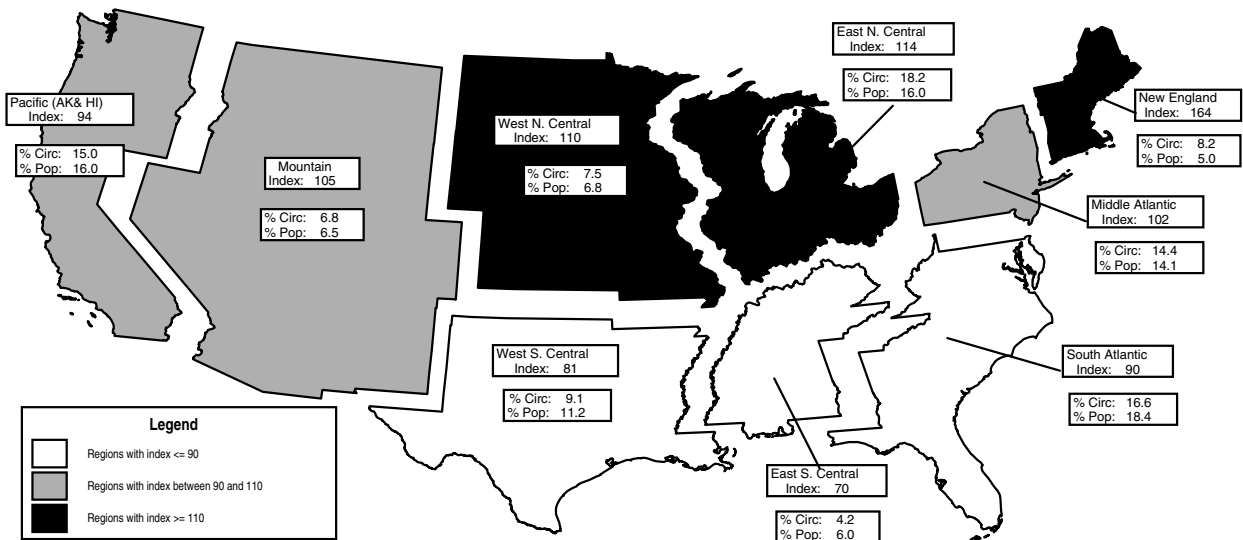 East N. Central
Index: 114
% Circ: 18.2
% Pop: 16.0
Pacific (AK& HI)
Index: 94
% Circ: 15.0
% Pop: 16.0
Mountain
Index: 105
% Circ: 6.8
% Pop: 6.5
West N. Central
Index: 110
% Circ: 7.5
% Pop: 6.8
New England
Index: 164
% Circ: 8.2
% Pop: 5.0
Middle Atlantic
Index: 102
% Circ: 14.4
% Pop: 14.1
West S. Central
Index: 81
% Circ: 9.1
% Pop: 11.2
South Atlantic
Index: 90
% Circ: 16.6
% Pop: 18.4
East S. Central
Index: 70
% Circ: 4.2
% Pop: 6.0
Legend
Regions with index <= 90
Regions with index between 90 and 110
Regions with index >= 110